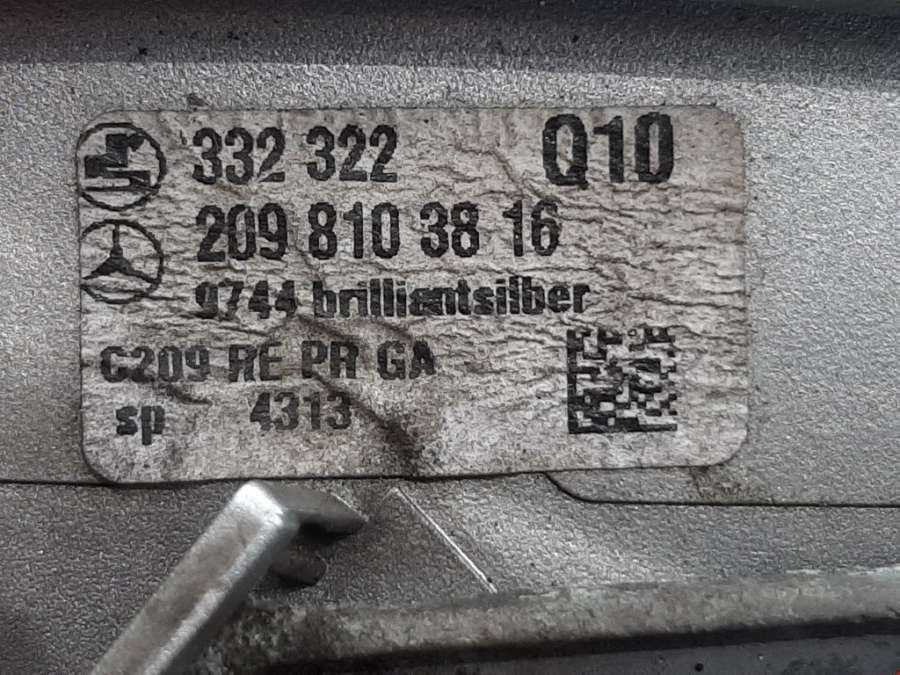 332 322 Q10
209 810 38 16
9744 brilliantsilber
C209 RE PR GA
sp 4313